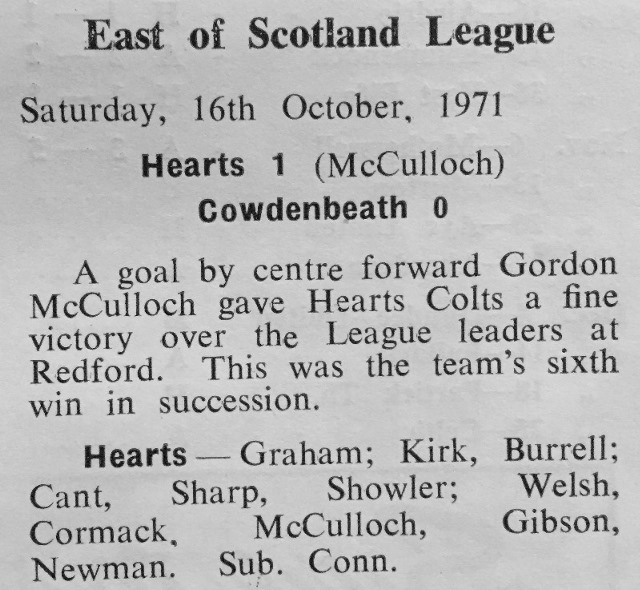 East of Scotland League
Saturday, 16th October, 1971
Hearts 1 (McCulloch)
Cowdenbeath 0
A goal by centre forward Gordon
McCulloch gave Hearts Colts a fine
victory over the League leaders at
Redford. This was the team's sixth
win in succession.
Hearts — Graham; Kirk, Burrell;
Cant, Sharp, Showler; Welsh,
Cormack, McCulloch, Gibson,
Newman. Sub. Conn.